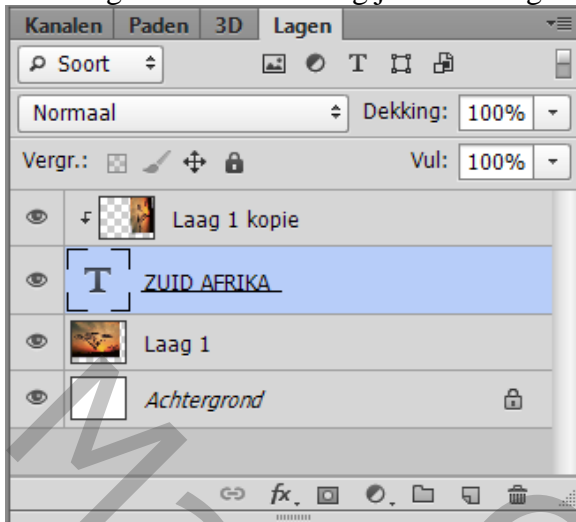 Kanalen Paden 3D Lagen
Soort
Normaal Dekking: 100%
Vergr.: Vul: 100%
Laag 1 kopie
T ZUID AFRIKA
Laag 1
Achtergrond
fx.